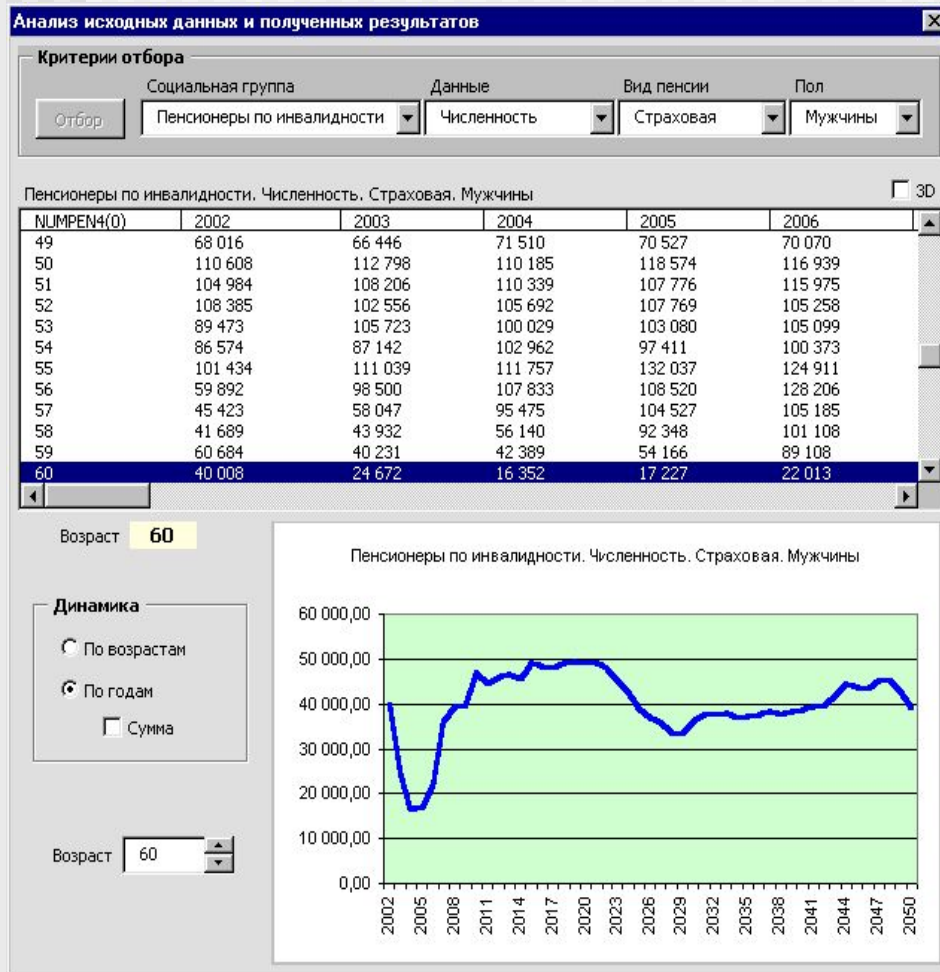 Анализ исходных данных и полученных результатов
Критерии отбора
Социальная группа Данные Вид пенсии Пол
Отбор Пенсионеры по инвалидности Численность Страховая Мужчины
Пенсионеры по инвалидности. Численность. Страховая. Мужчины 3D
NUMPEN4(0) 2002 2003 2004 2005 2006
49 68 016 66 446 71 510 70 527 70 070
50 110 608 112 798 110 185 118 574 116 939
51 104 984 108 206 110 339 107 776 115 975
52 108 385 102 556 105 692 107 769 105 258
53 89 473 105 723 100 029 103 080 105 099
54 86 574 87 142 102 962 97 411 100 373
55 101 434 111 039 111 757 132 037 124 911
56 59 892 98 500 107 833 108 520 128 206
57 45 423 58 047 95 475 104 527 105 185
58 41 689 43 932 56 140 92 348 101 108
59 60 684 40 231 42 389 54 166 89 108
60 40 008 24 672 16 352 17 227 22 013
Возраст 60
Динамика
По возрастам
По годам
Сумма
Возраст 60
Пенсионеры по инвалидности. Численность. Страховая. Мужчины
60 000,00
50 000,00
40 000,00
30 000,00
20 000,00
10 000,00
0,00
2002 2005 2008 2011 2014 2017 2020 2023 2026 2029 2032 2035 2038 2041 2044 2047 2050